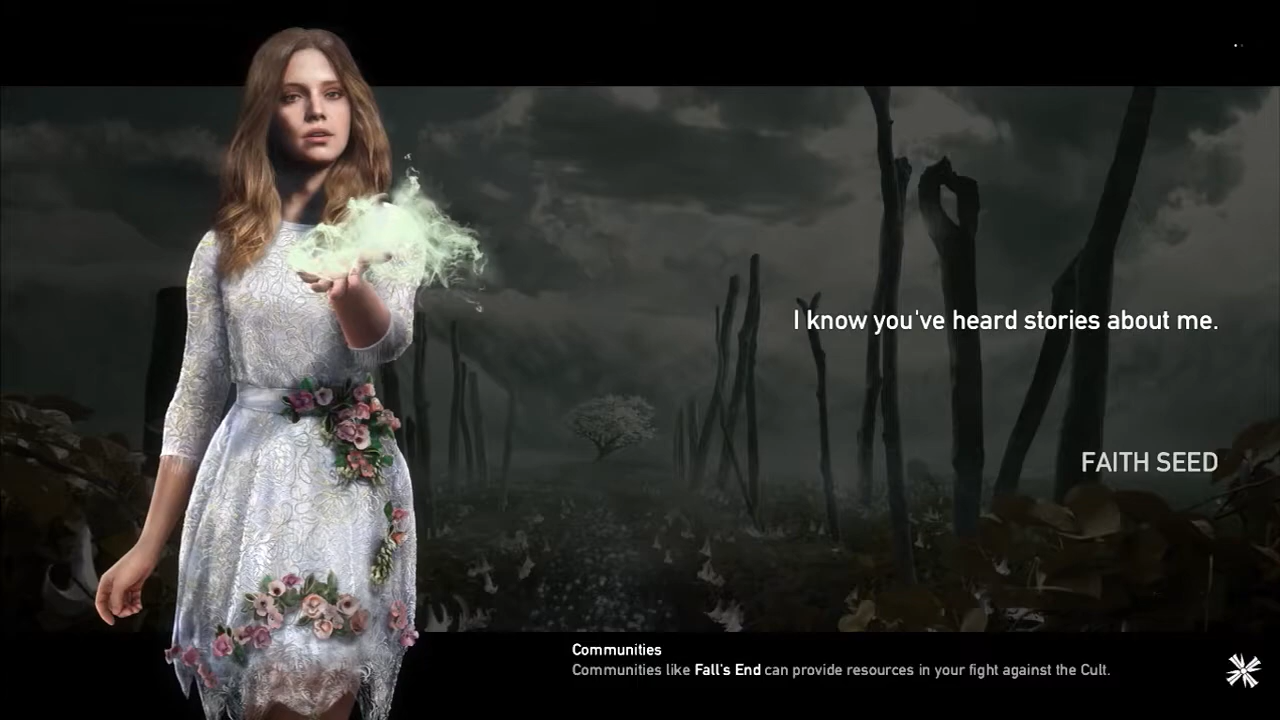 I know you've heard stories about me.
FAITH SEED
Communities
Communities like Fall's End can provide resources in your fight against the Cult.